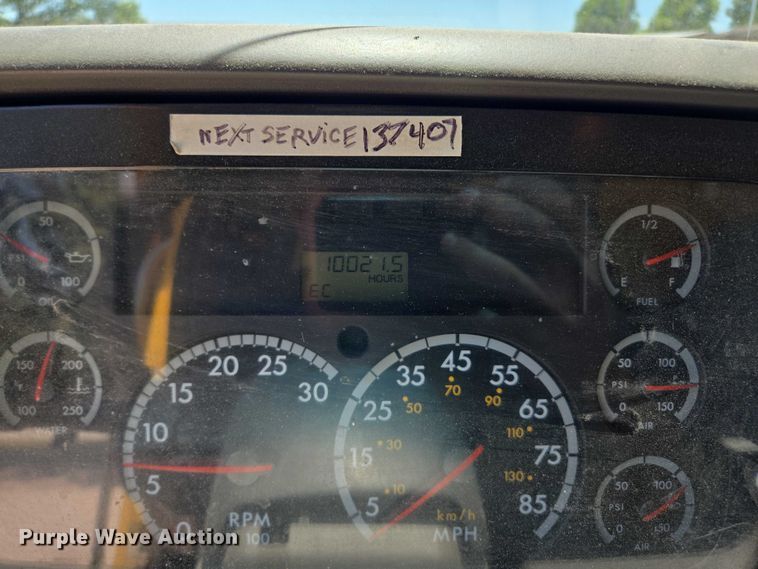 NEXT SERVICE 137407
10021.5
HOURS
EC
50
PSI
0 100
OIL
1/2
E F
FUEL
150 200
°F
100 250
WATER
0 5 10 15 20 25 30
RPM
100
5 15 25 35 45 55 65 75 85
10 30 50 70 90 110 130
km/h
MPH
50 100
PSI
0 150
AIR
50 100
PSI
0 150
AIR
Purple Wave Auction